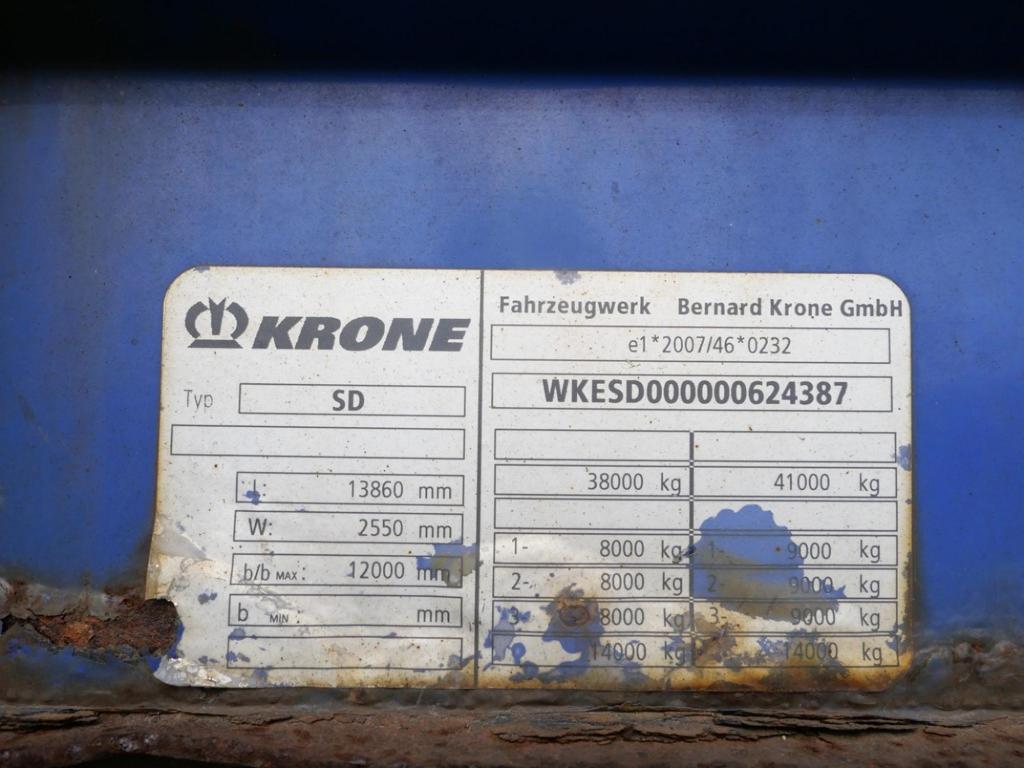 KRONE
Typ SD
L: 13860 mm
W: 2550 mm
b/b MAX: 12000 mm
b MIN: mm
Fahrzeugwerk Bernard Krone GmbH
e1*2007/46*0232
WKESD000000624387
38000 kg 41000 kg
1- 8000 kg 1- 9000 kg
2- 8000 kg 2- 9000 kg
3- 8000 kg 3- 9000 kg
14000 kg 14000 kg